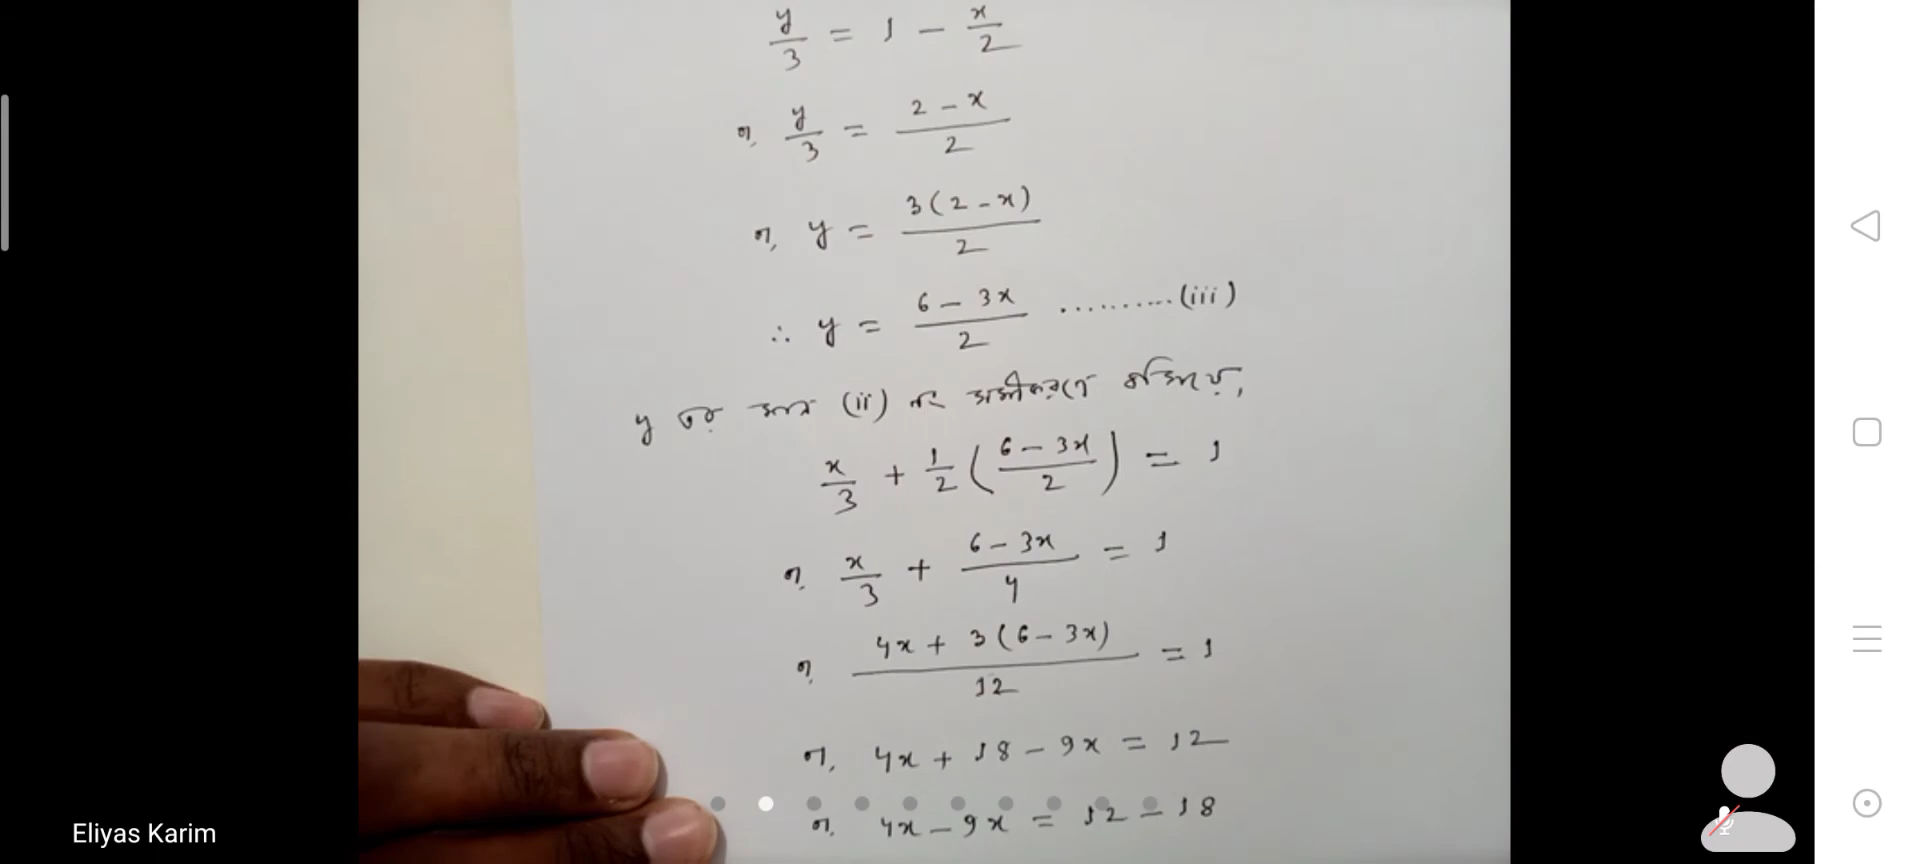 y/3 = 1 - x/2
বা, y/3 = (2 - x)/2
বা, y = 3(2 - x)/2
∴ y = (6 - 3x)/2 ..........(iii)
y এর মান (ii) নং সমীকরণে বসিয়ে,
x/3 + 1/2 ((6 - 3x)/2) = 1
বা, x/3 + (6 - 3x)/4 = 1
বা, (4x + 3(6 - 3x))/12 = 1
বা, 4x + 18 - 9x = 12
বা, 4x - 9x = 12 - 18
Eliyas Karim